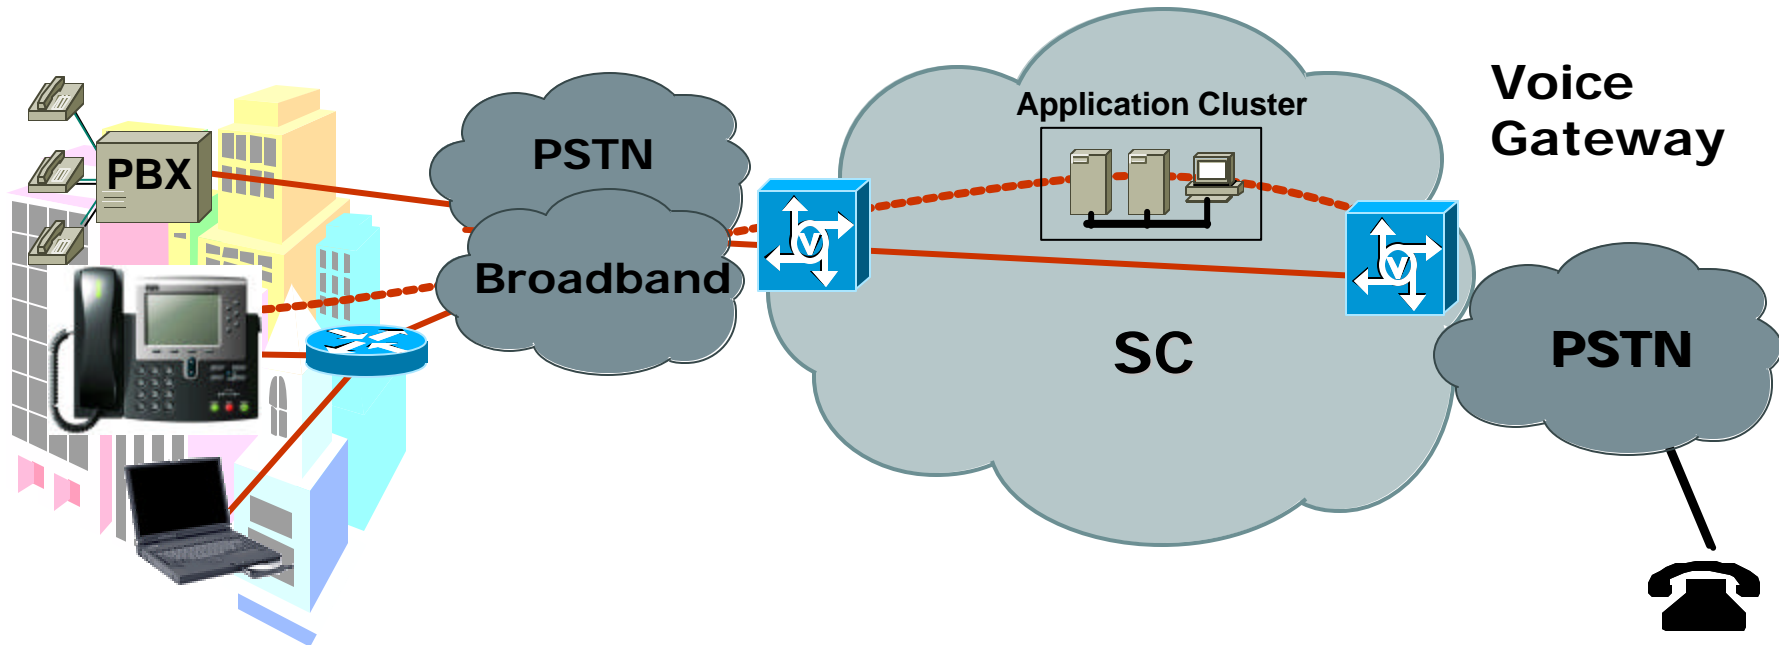 PBX
PSTN
Broadband
Application Cluster
V
SC
V
Voice
Gateway
PSTN